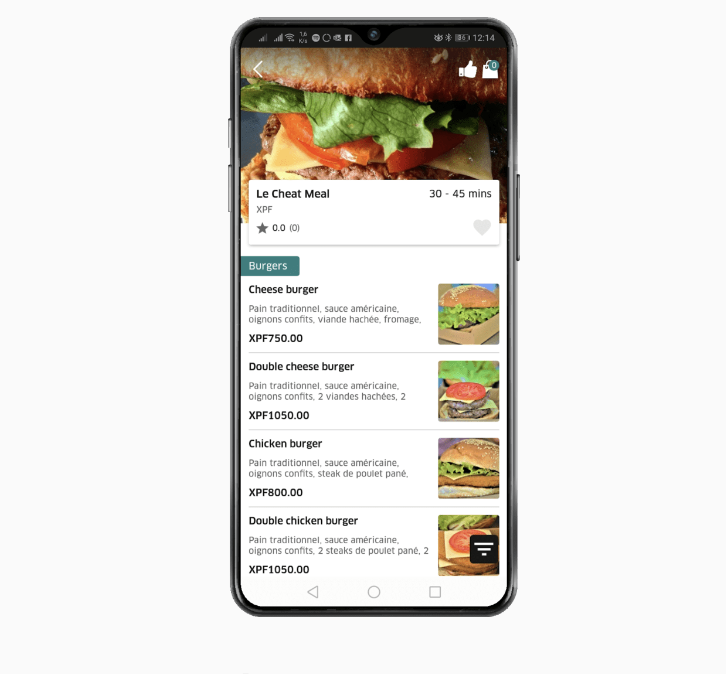 1,6
K/s
12:14
0
Le Cheat Meal
30 - 45 mins
XPF
0.0 (0)
Burgers
Cheese burger
Pain traditionnel, sauce américaine,
oignons confits, viande hachée, fromage,
XPF750.00
Double cheese burger
Pain traditionnel, sauce américaine,
oignons confits, 2 viandes hachées, 2
XPF1050.00
Chicken burger
Pain traditionnel, sauce américaine,
oignons confits, steak de poulet pané,
XPF800.00
Double chicken burger
Pain traditionnel, sauce américaine,
oignons confits, 2 steaks de poulet pané, 2
XPF1050.00